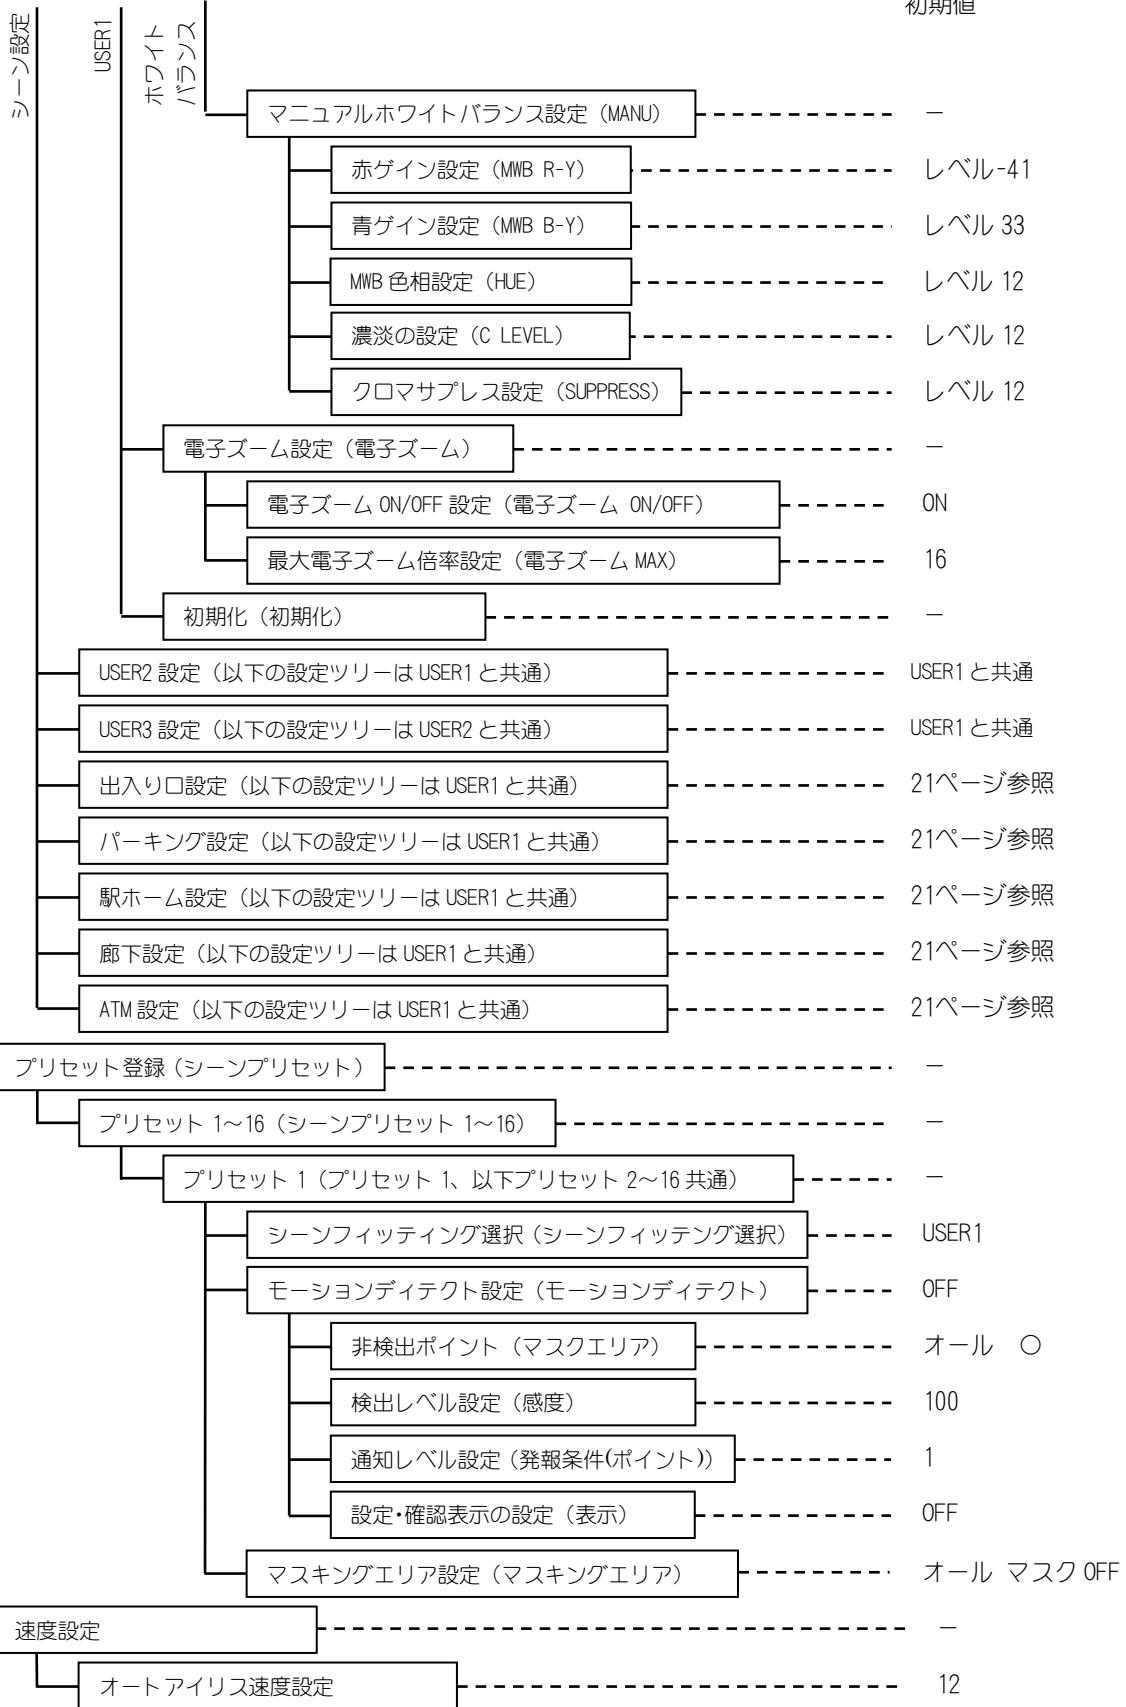 初期値
シーン設定
USER1
ホワイト
バランス
マニュアルホワイトバランス設定（MANU） －
赤ゲイン設定（MWB R-Y） レベル-41
青ゲイン設定（MWB B-Y） レベル 33
MWB 色相設定（HUE） レベル 12
濃淡の設定（C LEVEL） レベル 12
クロマサプレス設定（SUPPRESS） レベル 12
電子ズーム設定（電子ズーム） －
電子ズーム ON/OFF 設定（電子ズーム ON/OFF） ON
最大電子ズーム倍率設定（電子ズーム MAX） 16
初期化（初期化） －
USER2 設定（以下の設定ツリーは USER1 と共通） USER1 と共通
USER3 設定（以下の設定ツリーは USER2 と共通） USER1 と共通
出入り口設定（以下の設定ツリーは USER1 と共通） 21ページ参照
パーキング設定（以下の設定ツリーは USER1 と共通） 21ページ参照
駅ホーム設定（以下の設定ツリーは USER1 と共通） 21ページ参照
廊下設定（以下の設定ツリーは USER1 と共通） 21ページ参照
ATM 設定（以下の設定ツリーは USER1 と共通） 21ページ参照
プリセット登録（シーンプリセット） －
プリセット 1～16（シーンプリセット 1～16） －
プリセット 1（プリセット 1、以下プリセット 2～16 共通） －
シーンフィッティング選択（シーンフィッテング選択） USER1
モーションディテクト設定（モーションディテクト） OFF
非検出ポイント（マスクエリア） オール ○
検出レベル設定（感度） 100
通知レベル設定（発報条件(ポイント)） 1
設定・確認表示の設定（表示） OFF
マスキングエリア設定（マスキングエリア） オール マスク OFF
速度設定 －
オートアイリス速度設定 12